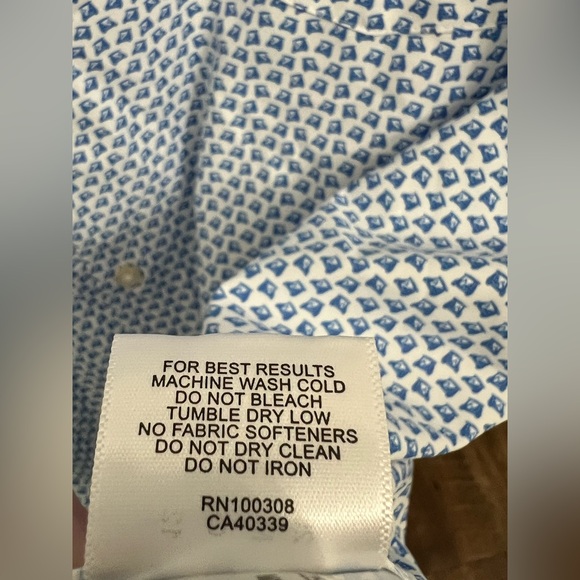 FOR BEST RESULTS
MACHINE WASH COLD
DO NOT BLEACH
TUMBLE DRY LOW
NO FABRIC SOFTENERS
DO NOT DRY CLEAN
DO NOT IRON
RN100308
CA40339